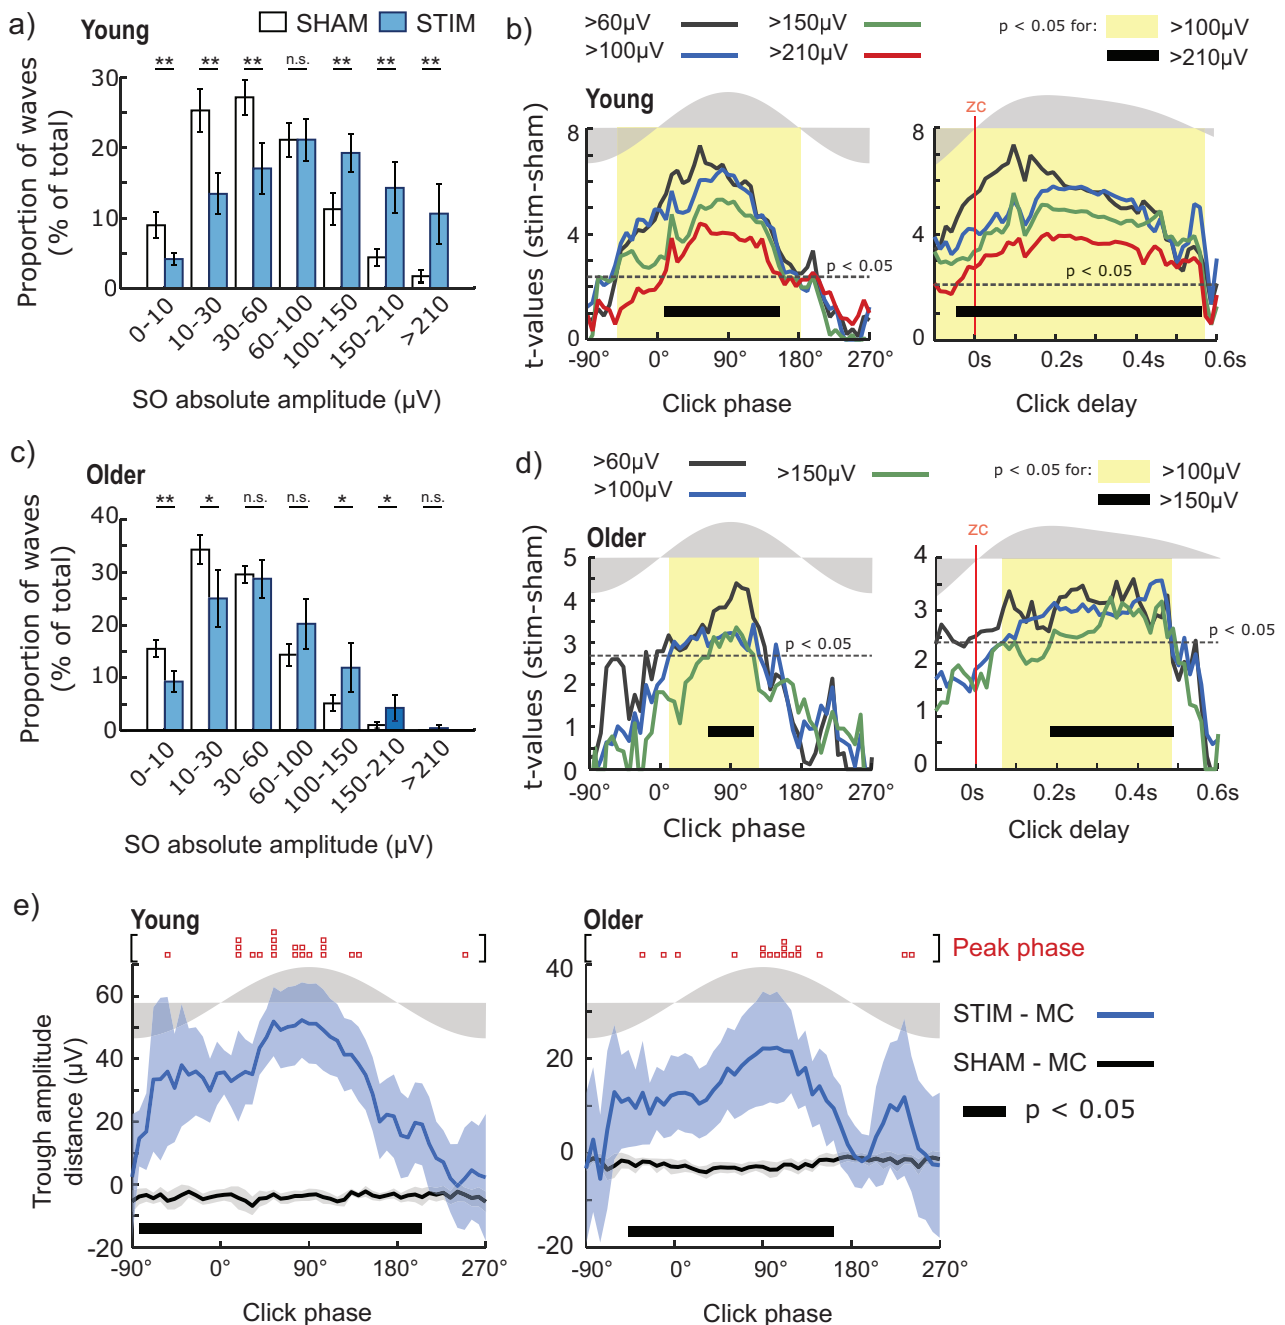 a)
Young
SHAM
STIM
** ** ** n.s. ** ** **
Proportion of waves
(% of total)
30
20
10
0
0-10
10-30
30-60
60-100
100-150
150-210
>210
SO absolute amplitude (µV)
b)
>60µV
>100µV
>150µV
>210µV
p < 0.05 for:
>100µV
>210µV
Young
t-values (stim-sham)
8
4
0
p < 0.05
-90° 0° 90° 180° 270°
Click phase
zc
8
4
0
p < 0.05
0s 0.2s 0.4s 0.6s
Click delay
c)
Older
** * n.s. n.s. * * n.s.
Proportion of waves
(% of total)
40
30
20
10
0
0-10
10-30
30-60
60-100
100-150
150-210
>210
SO absolute amplitude (µV)
d)
>60µV
>100µV
>150µV
p < 0.05 for:
>100µV
>150µV
Older
t-values (stim-sham)
5
4
3
2
1
0
p < 0.05
-90° 0° 90° 180° 270°
Click phase
zc
4
3
2
1
0
p < 0.05
0s 0.2s 0.4s 0.6s
Click delay
e)
Young
Trough amplitude
distance (µV)
60
40
20
0
-20
-90° 0° 90° 180° 270°
Click phase
Older
40
20
0
-20
-90° 0° 90° 180° 270°
Click phase
Peak phase
STIM - MC
SHAM - MC
p < 0.05